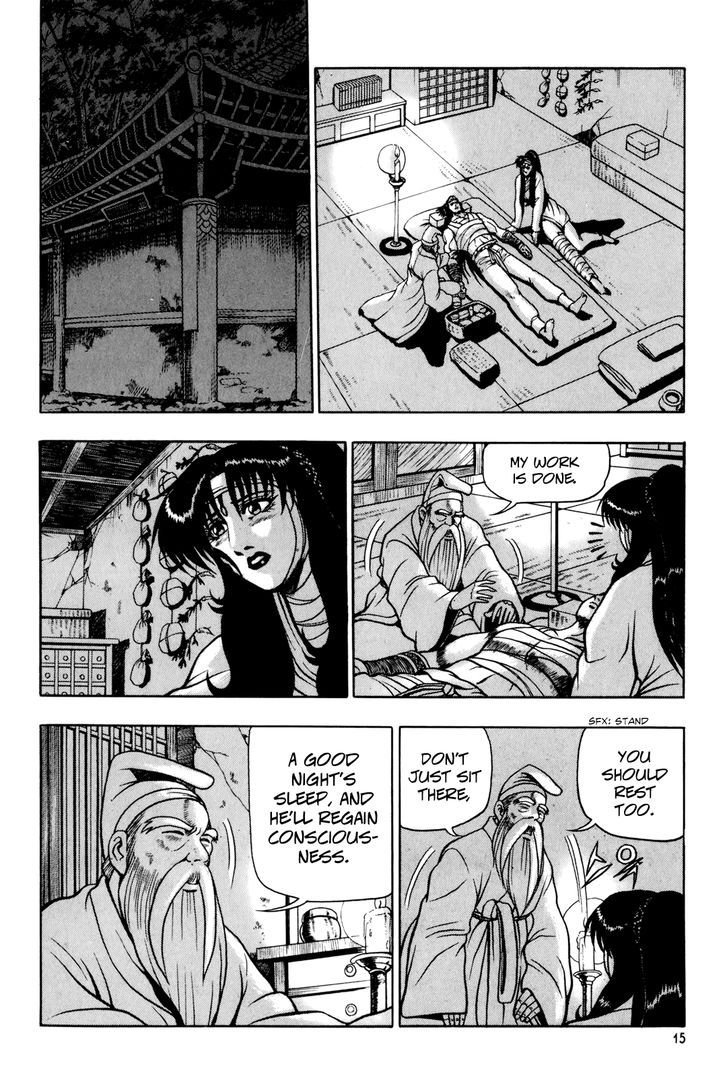 MY WORK
IS DONE.
A GOOD
NIGHT'S
SLEEP, AND
HE'LL REGAIN
CONSCIOUS-
NESS.
SFX: STAND
DON'T
JUST SIT
THERE,
YOU
SHOULD
REST
TOO.
15